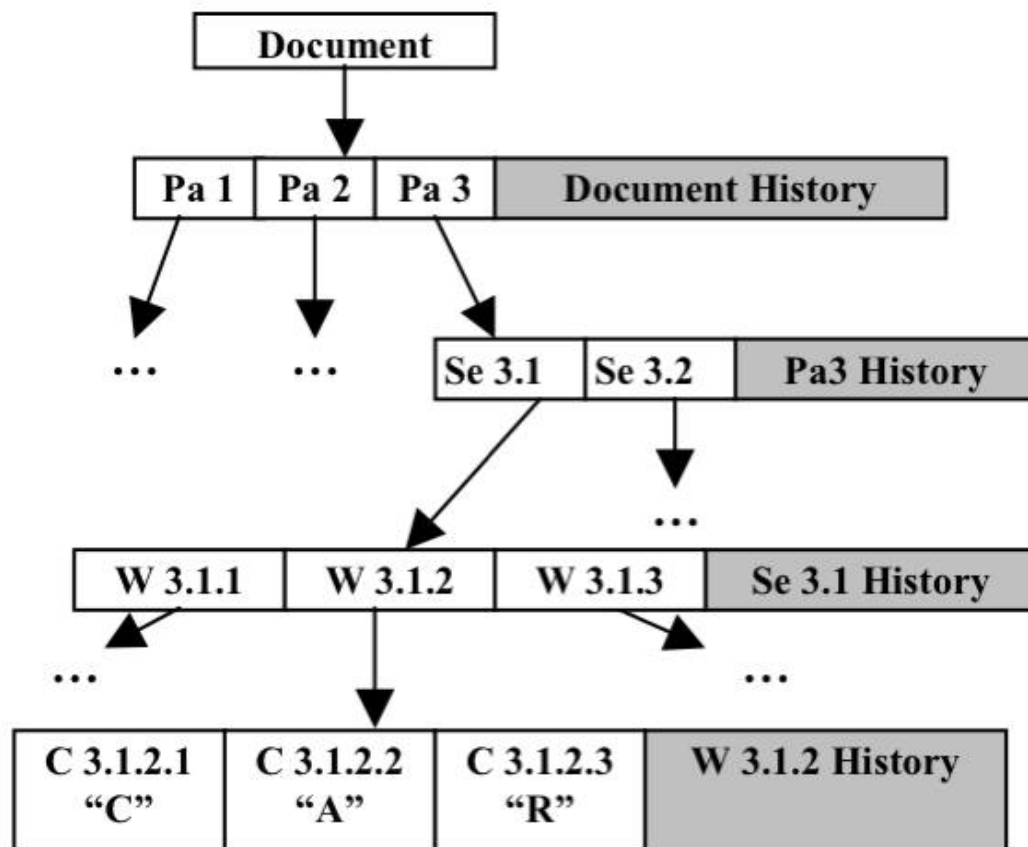 Document
Pa 1 Pa 2 Pa 3 Document History
… …
Se 3.1 Se 3.2 Pa3 History
…
W 3.1.1 W 3.1.2 W 3.1.3 Se 3.1 History
… …
C 3.1.2.1 C 3.1.2.2 C 3.1.2.3 W 3.1.2 History
“C” “A” “R”